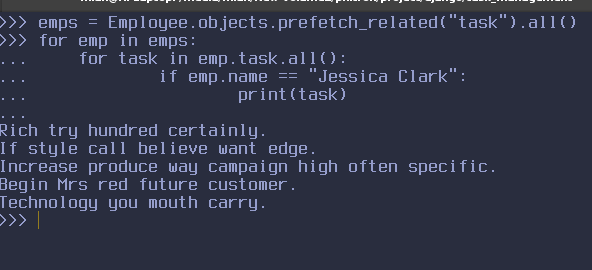 >>> emps = Employee.objects.prefetch_related("task").all()
>>> for emp in emps:
...     for task in emp.task.all():
...             if emp.name == "Jessica Clark":
...                     print(task)
...
Rich try hundred certainly.
If style call believe want edge.
Increase produce way campaign high often specific.
Begin Mrs red future customer.
Technology you mouth carry.
>>>